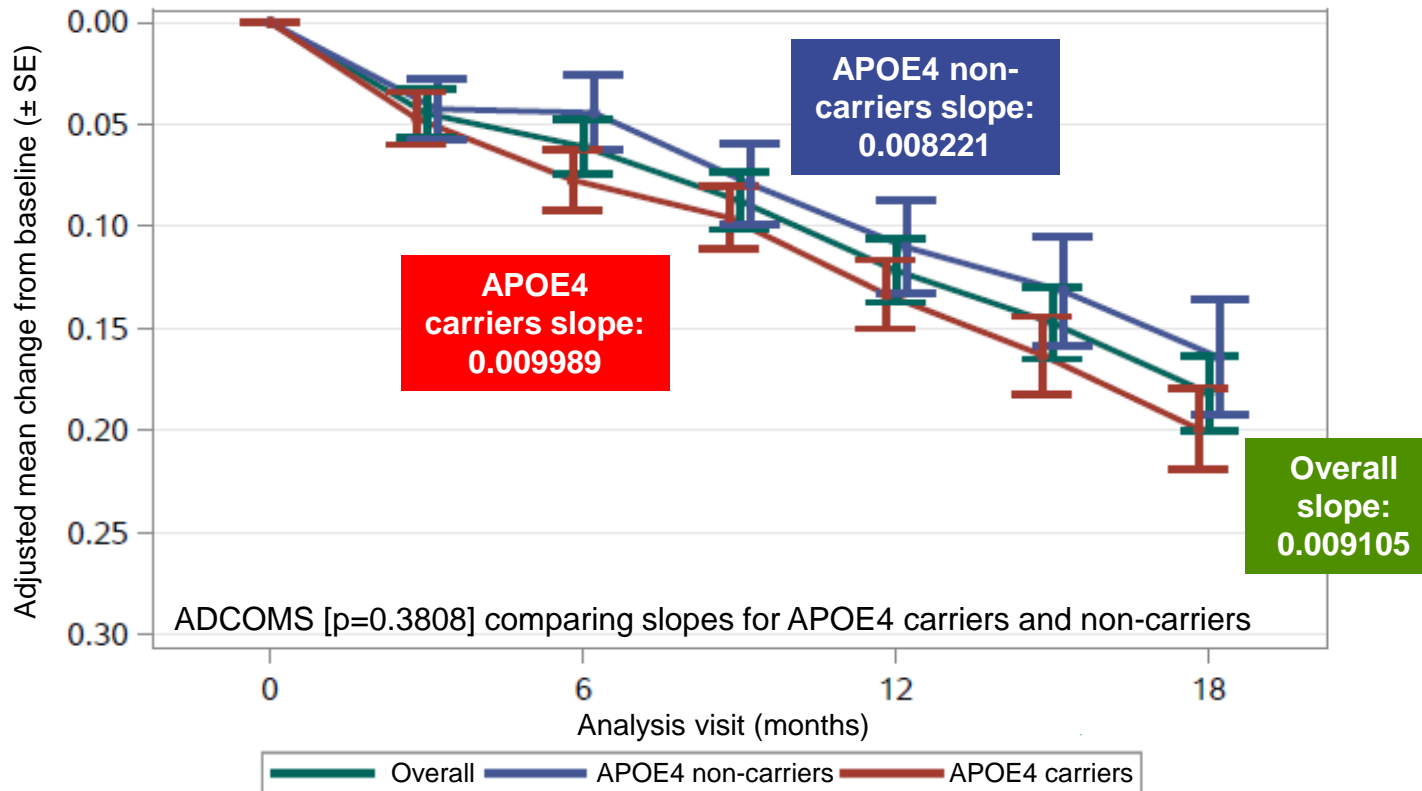 Adjusted mean change from baseline (± SE)
0.00
0.05
0.10
0.15
0.20
0.25
0.30
APOE4 non-
carriers slope:
0.008221
APOE4
carriers slope:
0.009989
Overall
slope:
0.009105
ADCOMS [p=0.3808] comparing slopes for APOE4 carriers and non-carriers
0 6 12 18
Analysis visit (months)
Overall APOE4 non-carriers APOE4 carriers